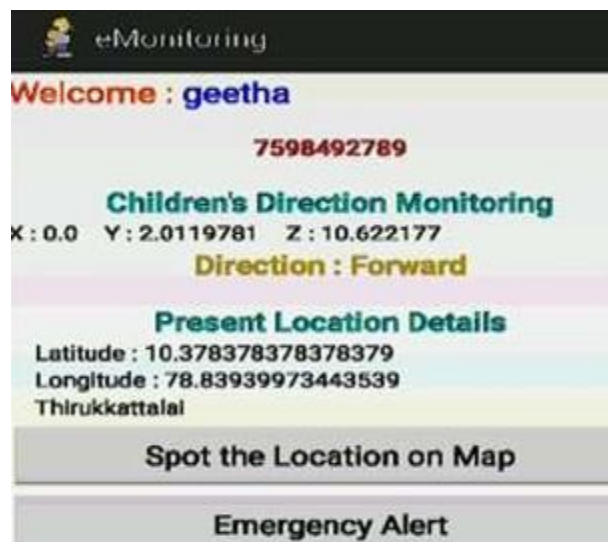 eMonitoring
Welcome : geetha
7598492789
Children's Direction Monitoring
X : 0.0 Y : 2.0119781 Z : 10.622177
Direction : Forward
Present Location Details
Latitude : 10.378378378378379
Longitude : 78.83939973443539
Thirukkattalai
Spot the Location on Map
Emergency Alert